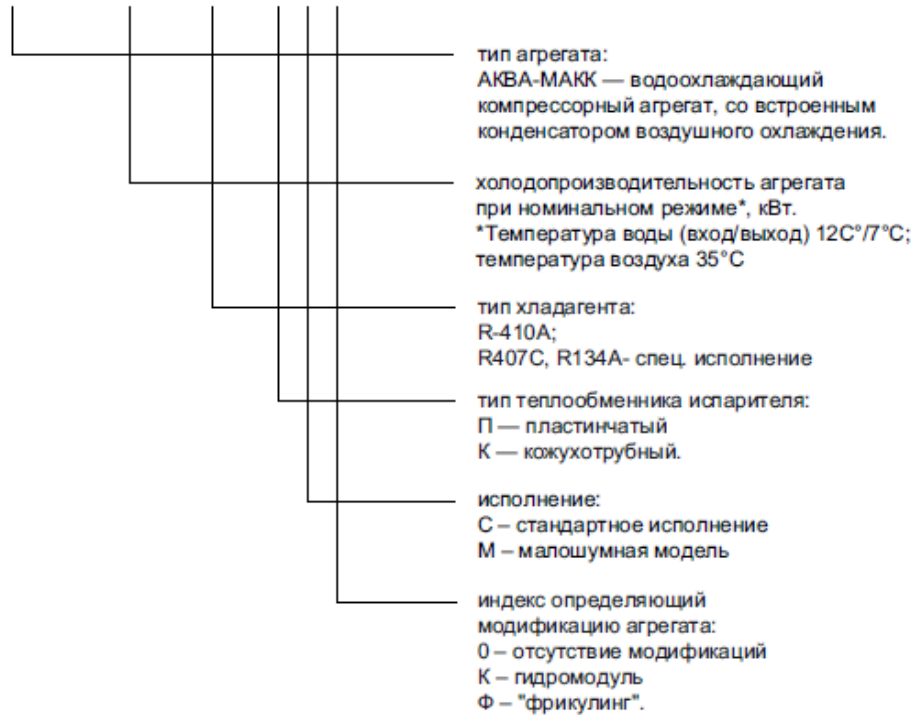 тип агрегата:
АКВА-МАКК — водоохлаждающий
компрессорный агрегат, со встроенным
конденсатором воздушного охлаждения.
холодопроизводительность агрегата
при номинальном режиме*, кВт.
*Температура воды (вход/выход) 12С°/7°С;
температура воздуха 35°С
тип хладагента:
R-410A;
R407C, R134A- спец. исполнение
тип теплообменника испарителя:
П — пластинчатый
К — кожухотрубный.
исполнение:
С – стандартное исполнение
М – малошумная модель
индекс определяющий
модификацию агрегата:
0 – отсутствие модификаций
К – гидромодуль
Ф – "фрикулинг".